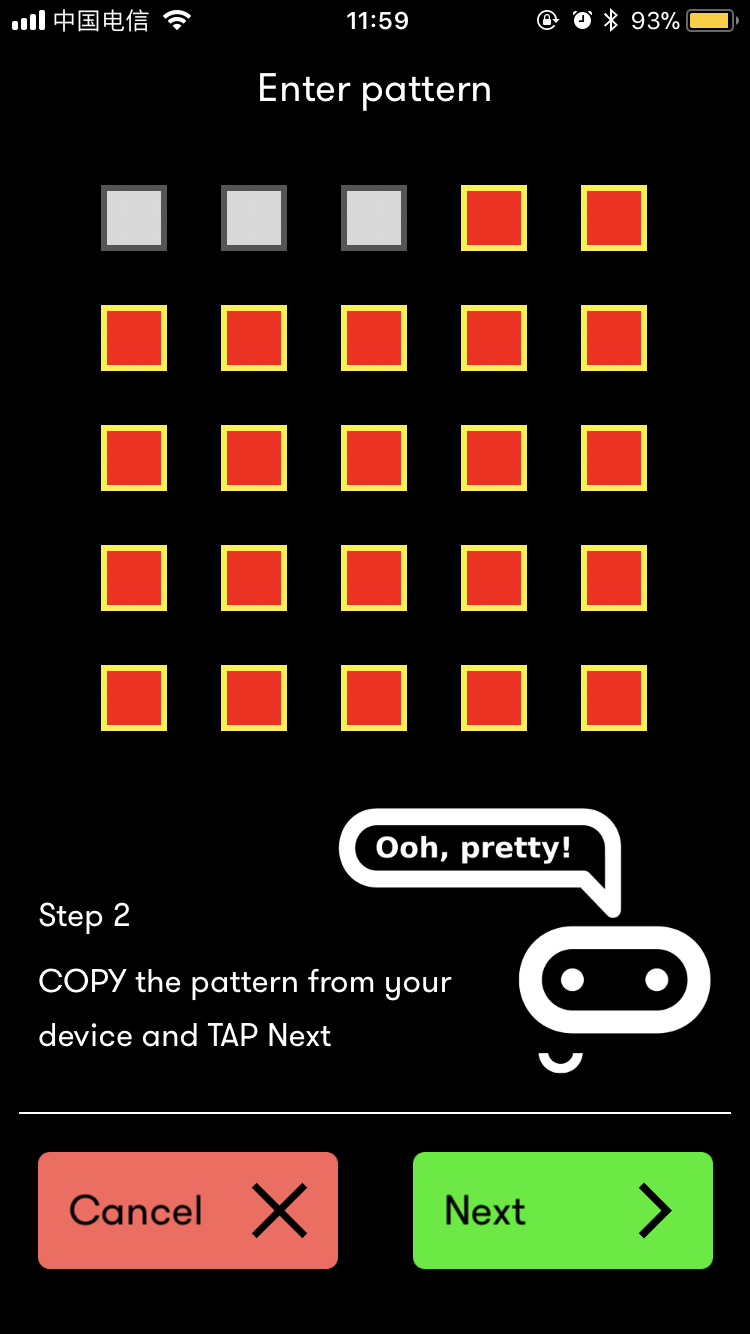 中国电信 11:59 93%
Enter pattern
Ooh, pretty!
Step 2
COPY the pattern from your
device and TAP Next
Cancel Next